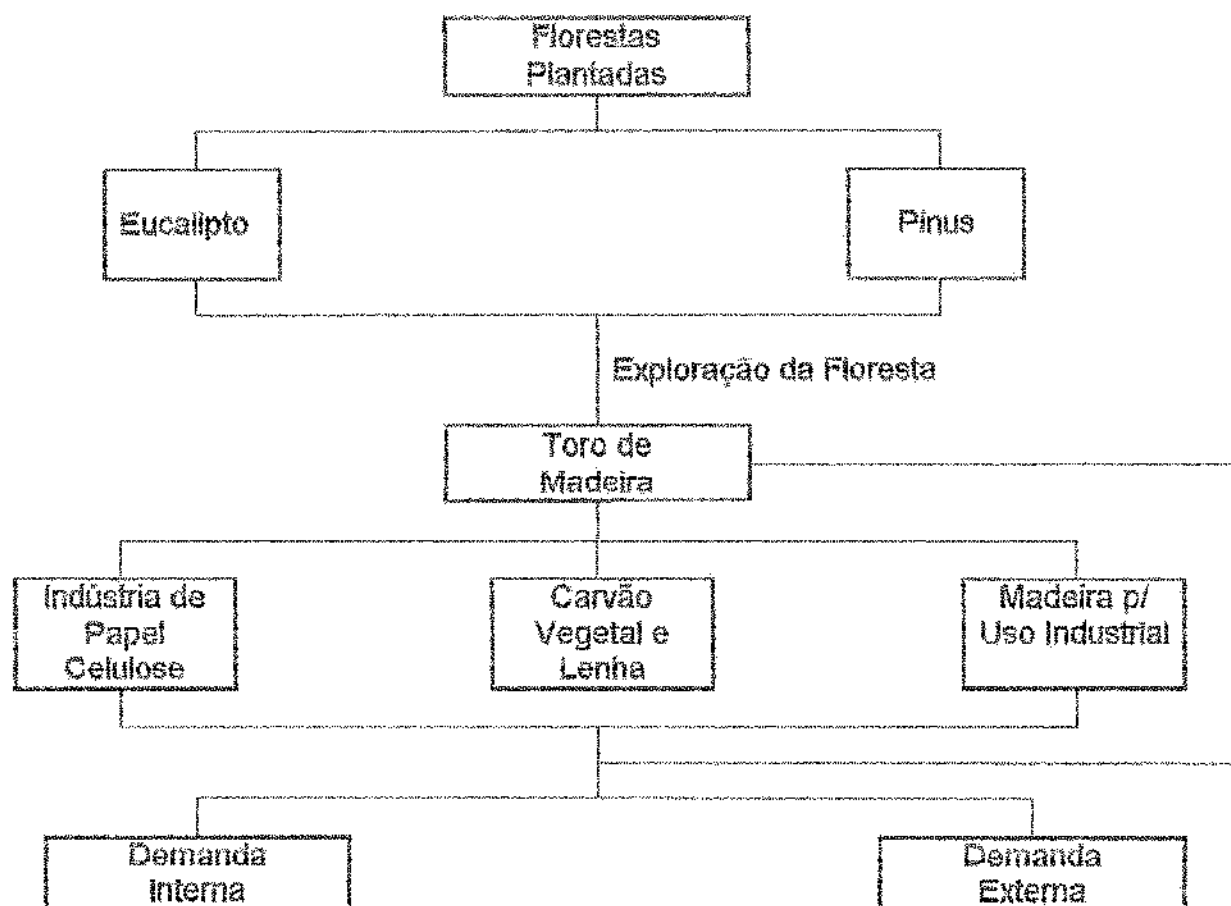 Florestas
Plantadas
Eucalipto
Pinus
Exploração da Floresta
Toro de
Madeira
Indústria de
Papel
Celulose
Carvão
Vegetal e
Lenha
Madeira p/
Uso Industrial
Demanda
Interna
Demanda
Externa